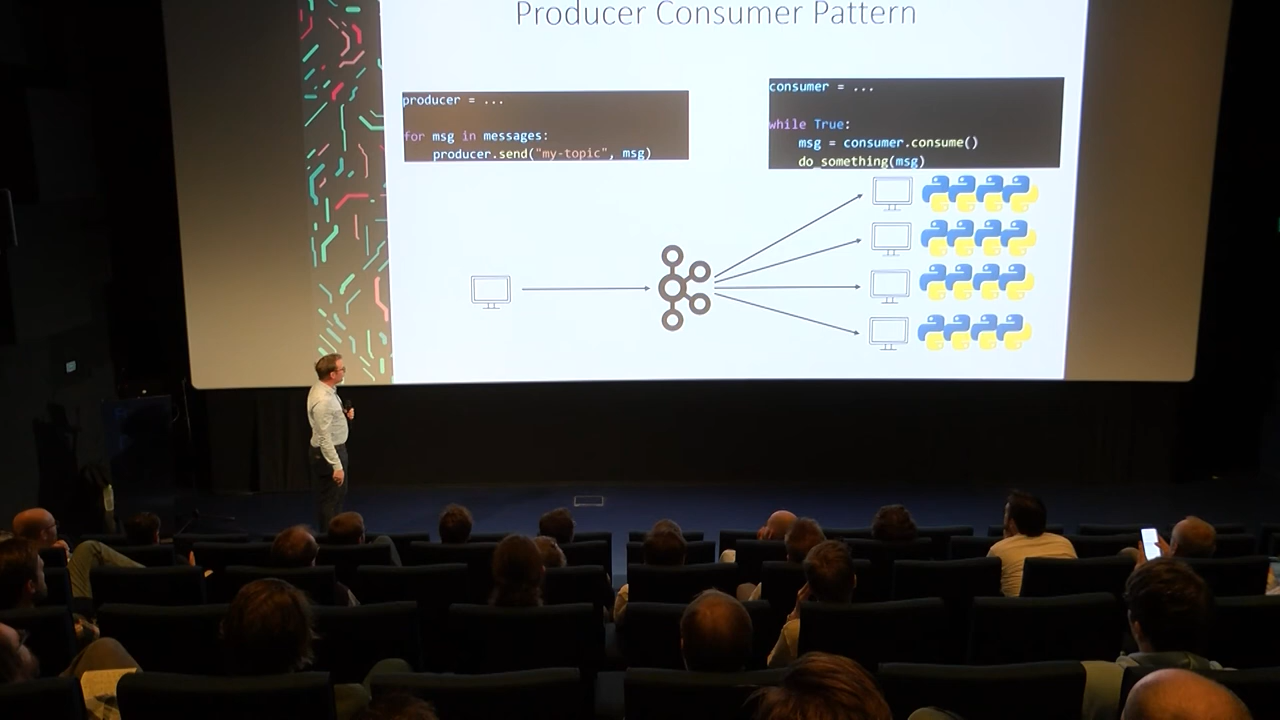 Producer Consumer Pattern
producer = ...
for msg in messages:
    producer.send("my-topic", msg)
consumer = ...
while True:
    msg = consumer.consume()
    do_something(msg)